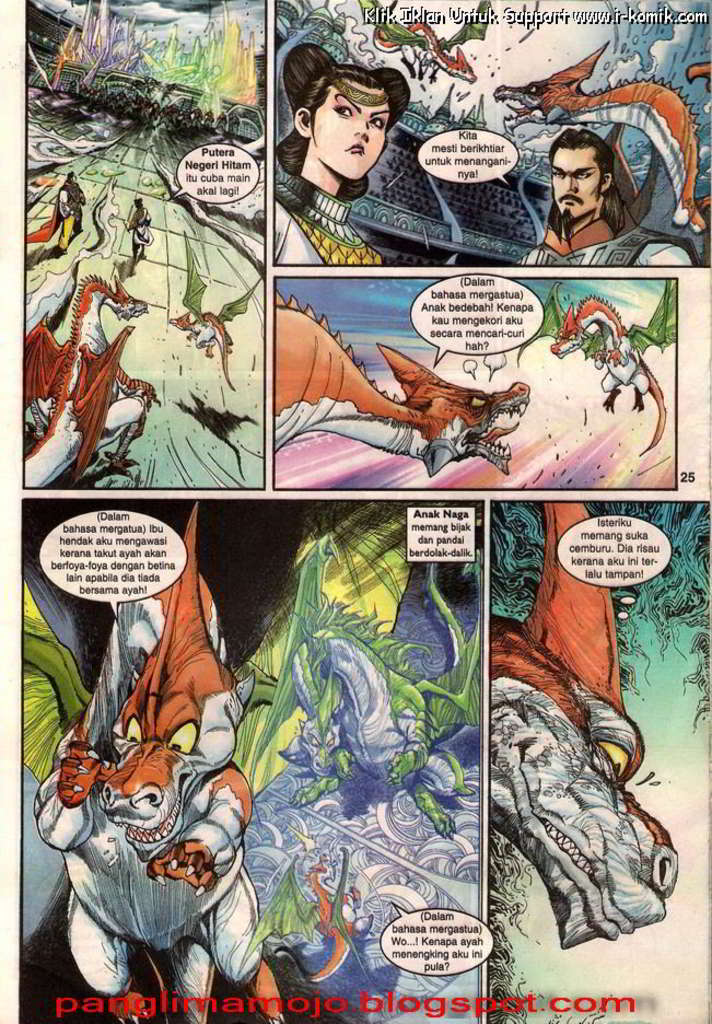 Klik Iklan Untuk Support www.i-komik.com
Putera
Negeri Hitam
itu cuba main
akal lagi!
Kita
mesti berikhtiar
untuk menangani-
nya!
(Dalam
bahasa mergastua)
Anak bedebah! Kenapa
kau mengekori aku
secara mencari-curi
hah?
25
(Dalam
bahasa mergatua) Ibu
hendak aku mengawasi
kerana takut ayah akan
berfoya-foya dengan betina
lain apabila dia tiada
bersama ayah!
Anak Naga
memang bijak
dan pandai
berdolak-dalik.
(Dalam
bahasa mergastua)
Wo...! Kenapa ayah
menengking aku ini
pula?
Isteriku
memang suka
cemburu. Dia risau
kerana aku ini ter-
lalu tampan!
panglimamojo.blogspot.com